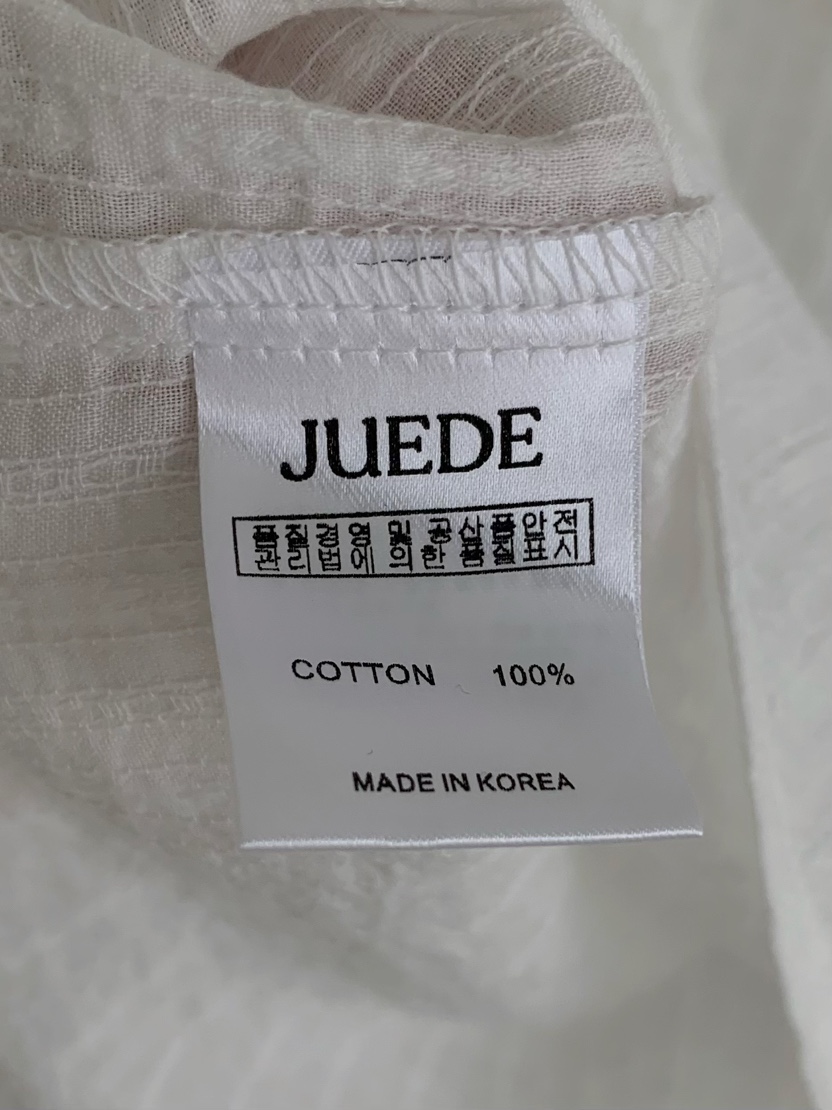 JUEDE
품질경영 및 공산품안전
관리법에 의한 품질표시
COTTON 100%
MADE IN KOREA